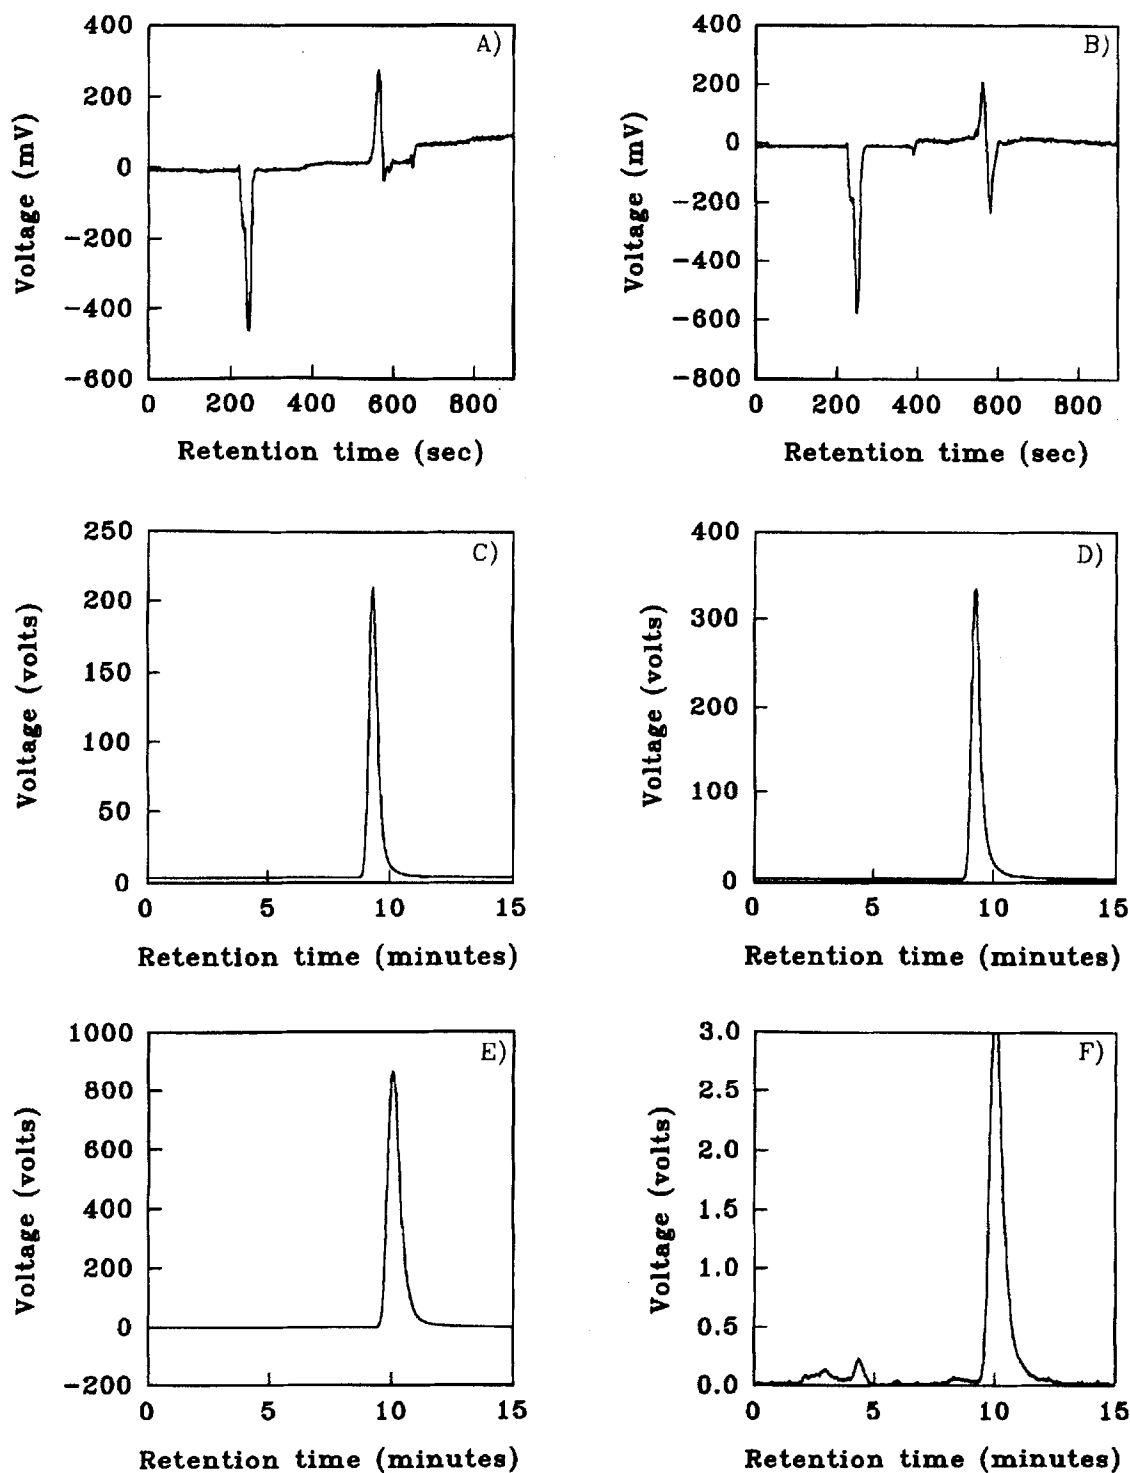 A)
400
200
0
−200
−400
−600
Voltage (mV)
0 200 400 600 800
Retention time (sec)
B)
400
200
0
−200
−400
−600
−800
Voltage (mV)
0 200 400 600 800
Retention time (sec)
C)
250
200
150
100
50
0
Voltage (volts)
0 5 10 15
Retention time (minutes)
D)
400
300
200
100
0
Voltage (volts)
0 5 10 15
Retention time (minutes)
E)
1000
800
600
400
200
0
−200
Voltage (volts)
0 5 10 15
Retention time (minutes)
F)
3.0
2.5
2.0
1.5
1.0
0.5
0.0
Voltage (volts)
0 5 10 15
Retention time (minutes)